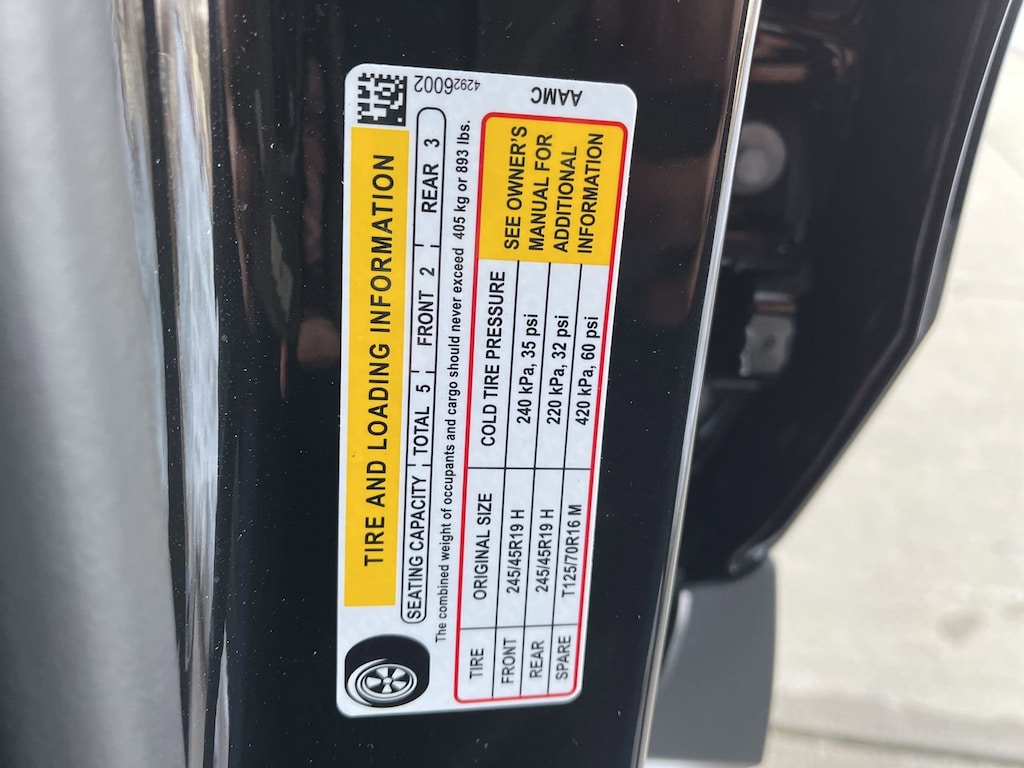 42926002
TIRE AND LOADING INFORMATION
SEATING CAPACITY TOTAL 5 FRONT 2 REAR 3
The combined weight of occupants and cargo should never exceed 405 kg or 893 lbs.
TIRE ORIGINAL SIZE COLD TIRE PRESSURE
FRONT 245/45R19 H 240 kPa, 35 psi
REAR 245/45R19 H 220 kPa, 32 psi
SPARE T125/70R16 M 420 kPa, 60 psi
SEE OWNER'S
MANUAL FOR
ADDITIONAL
INFORMATION
AAMC